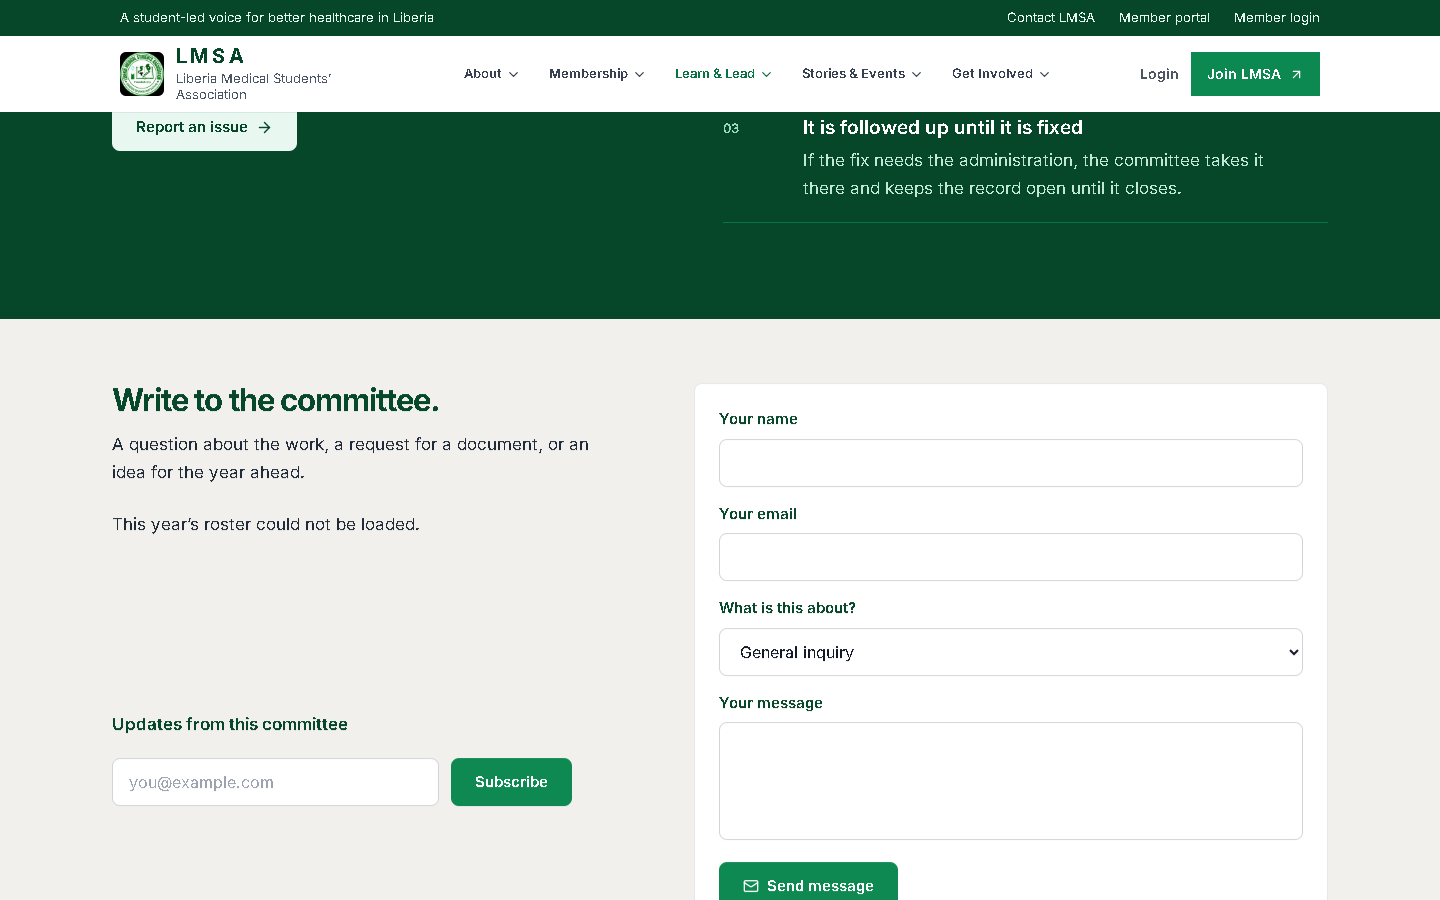 A student-led voice for better healthcare in Liberia
Contact LMSA
Member portal
Member login
LMSA
Liberia Medical Students’
Association
About
Membership
Learn & Lead
Stories & Events
Get Involved
Login
Join LMSA
Report an issue
03
It is followed up until it is fixed
If the fix needs the administration, the committee takes it
there and keeps the record open until it closes.
Write to the committee.
A question about the work, a request for a document, or an
idea for the year ahead.
This year’s roster could not be loaded.
Updates from this committee
you@example.com
Subscribe
Your name
Your email
What is this about?
General inquiry
Your message
Send message